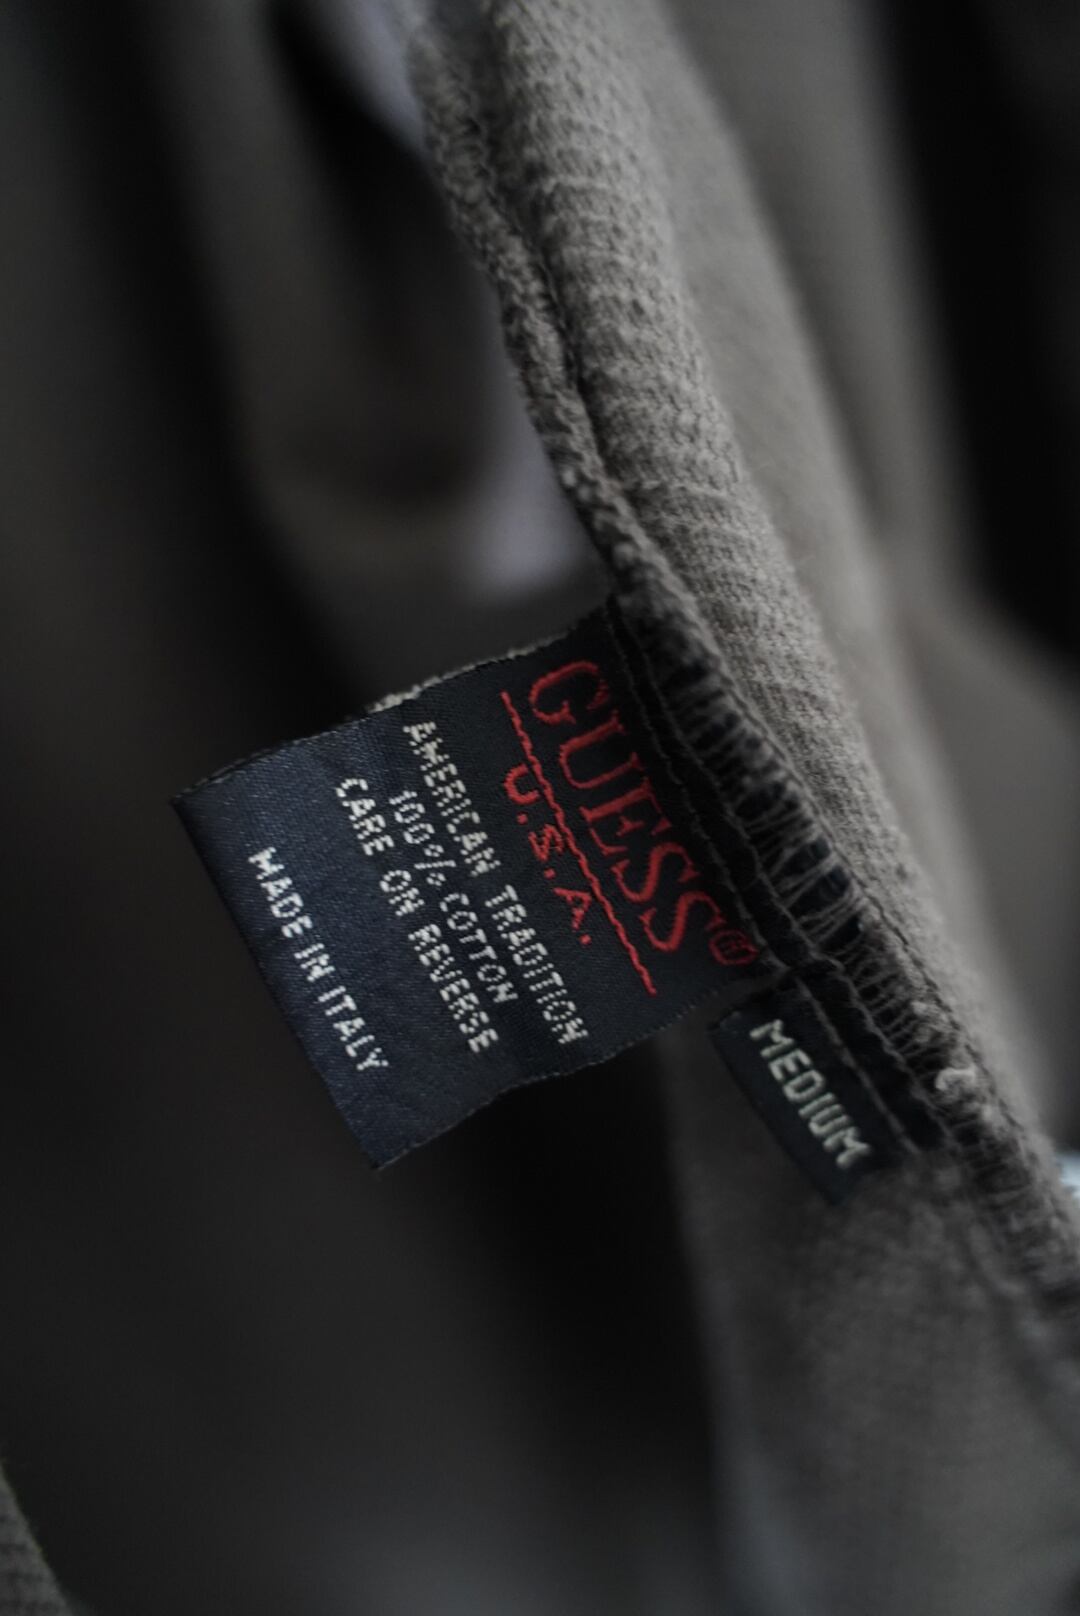 GUESS®
U.S.A.
AMERICAN TRADITION
100% COTTON
CARE ON REVERSE
MADE IN ITALY
MEDIUM